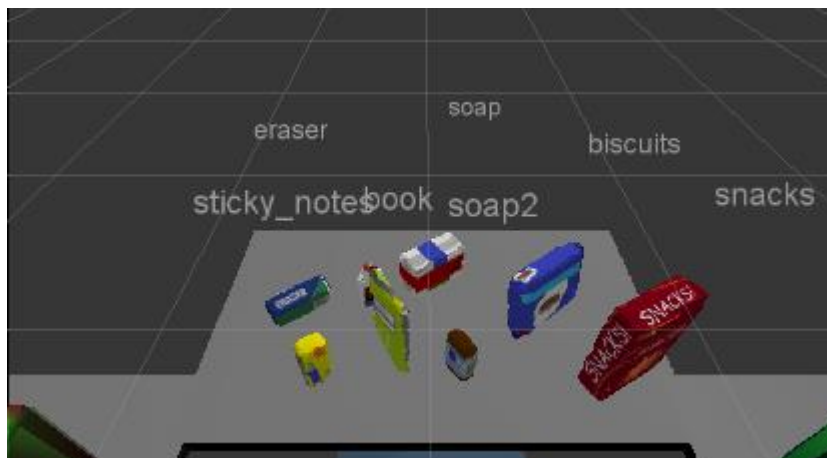 soap
eraser
biscuits
sticky_notes
book
soap2
snacks
SNACKS!
SNACKS!